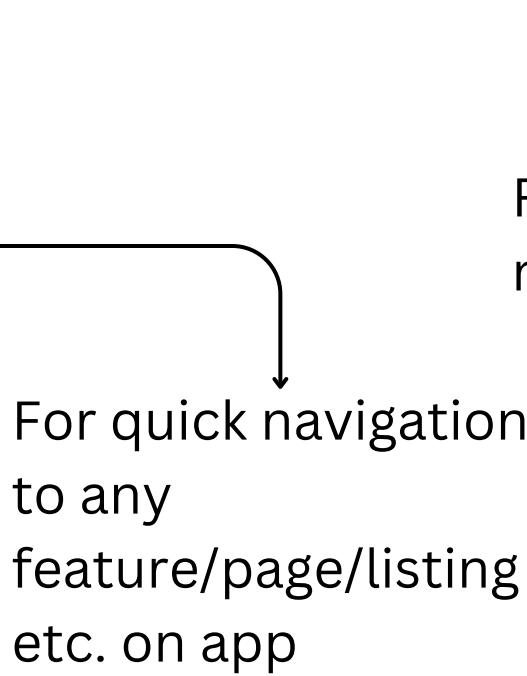 For quick navigation
to any
feature/page/listing
etc. on app